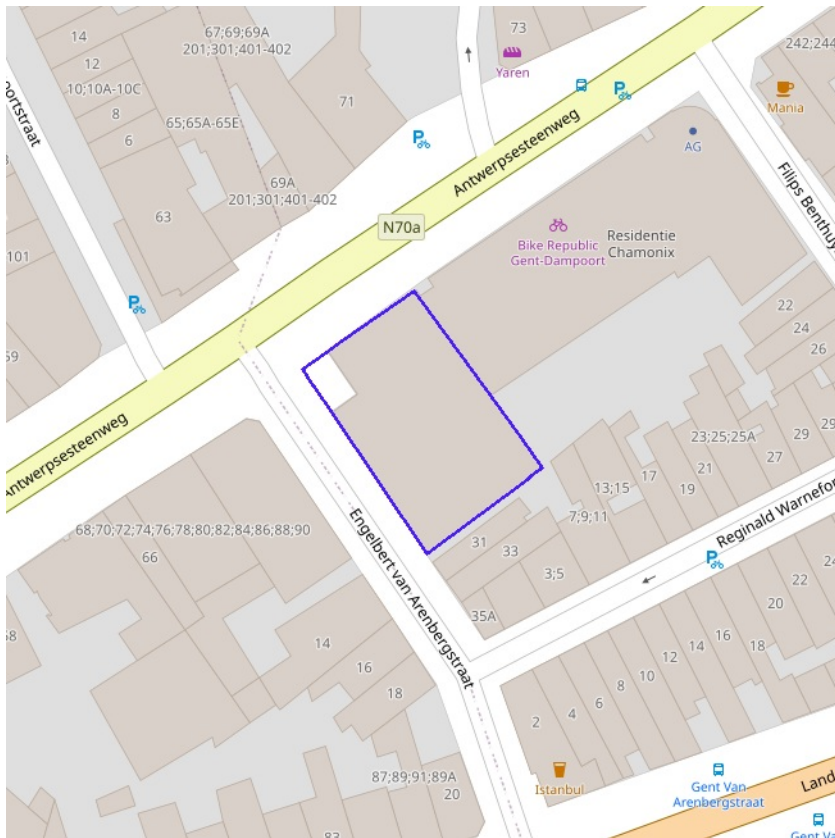 67;69;69A
201;301;401-402
73
242;244
14
12
10;10A-10C
8
6
Yaren
Mania
71
65;65A-65E
Antwerpsesteenweg
AG
69A
201;301;401-402
63
N70a
Bike Republic
Gent-Dampoort
Residentie
Chamonix
Filips Benthuy
101
22
24
26
59
Antwerpsesteenweg
23;25;25A
29
29
27
21
19
17
13;15
7;9;11
Reginald Warnefor
68;70;72;74;76;78;80;82;84;86;88;90
66
Engelbert van Arenbergstraat
31
33
3;5
35A
24
22
20
18
16
14
12
10
8
6
4
2
14
16
18
Istanbul
Gent Van
Arenbergstraat
Land
87;89;91;89A
20
Gent Va